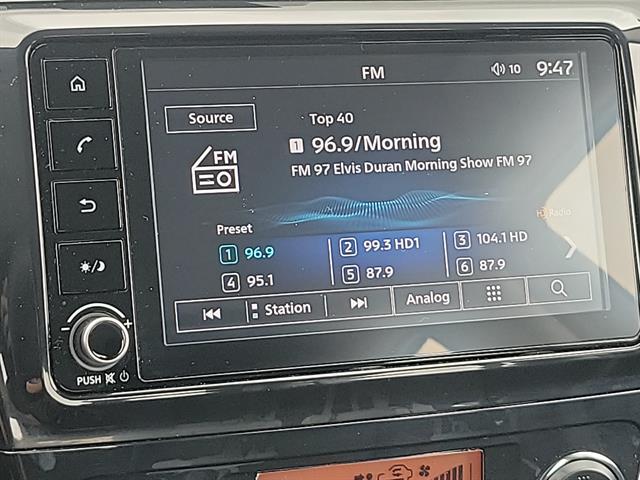 FM
10 9:47
Source
Top 40
1 96.9/Morning
FM 97 Elvis Duran Morning Show FM 97
FM
HD Radio
Preset
1 96.9
2 99.3 HD1
3 104.1 HD
4 95.1
5 87.9
6 87.9
Station
Analog
- +
PUSH